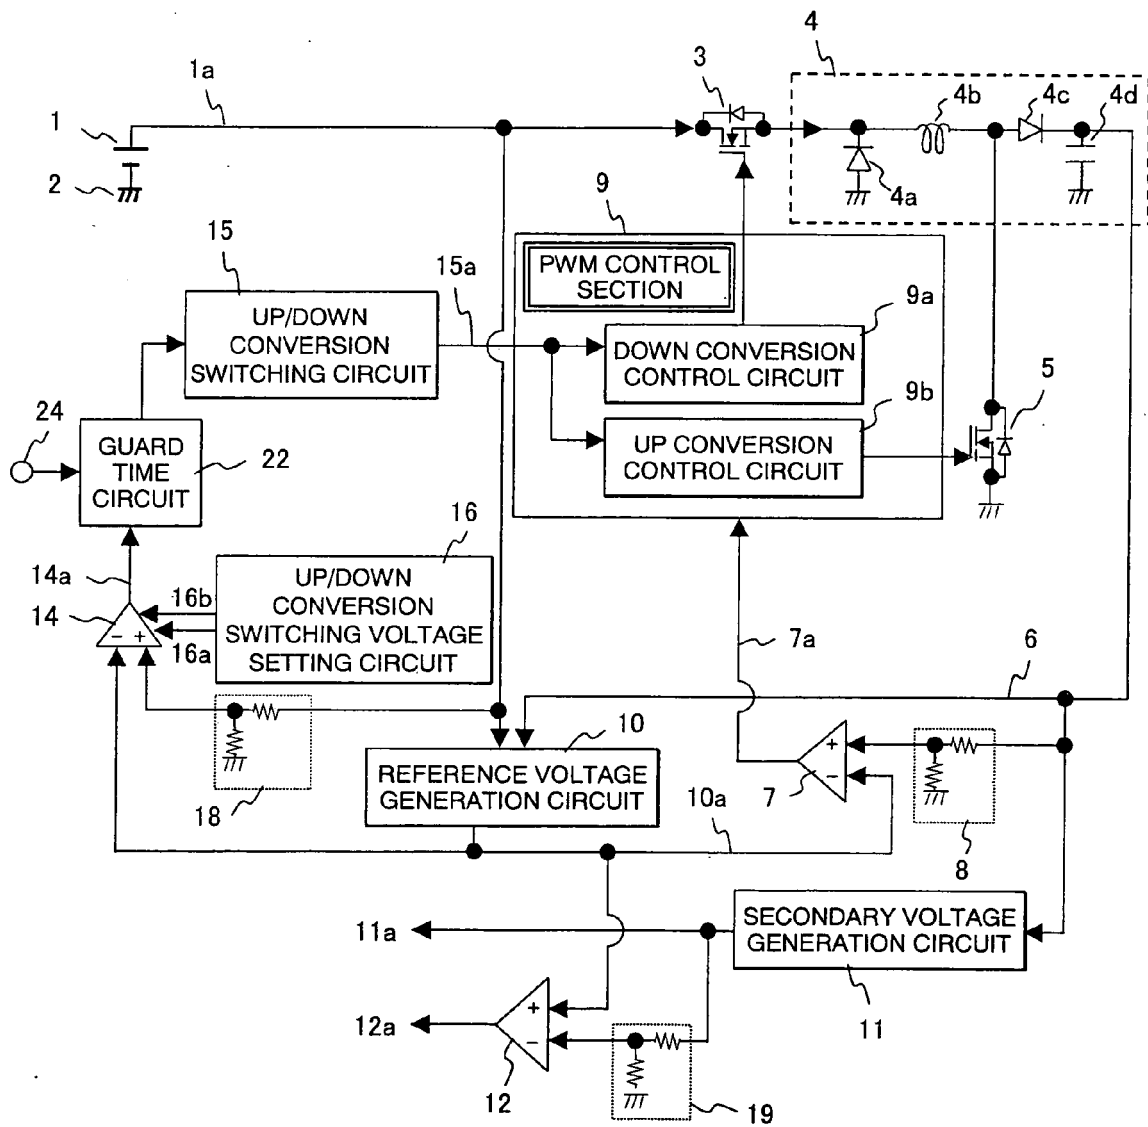 4
3
1a
4b
4c
4d
1
2
4a
9
15
15a
PWM CONTROL
SECTION
9a
UP/DOWN
CONVERSION
SWITCHING CIRCUIT
DOWN CONVERSION
CONTROL CIRCUIT
5
9b
24
GUARD
TIME
CIRCUIT
22
UP CONVERSION
CONTROL CIRCUIT
16
14a
14
- +
16b
16a
UP/DOWN
CONVERSION
SWITCHING VOLTAGE
SETTING CIRCUIT
7a
6
18
10
REFERENCE VOLTAGE
GENERATION CIRCUIT
+
-
7
10a
8
11a
SECONDARY VOLTAGE
GENERATION CIRCUIT
11
12a
+
-
12
19